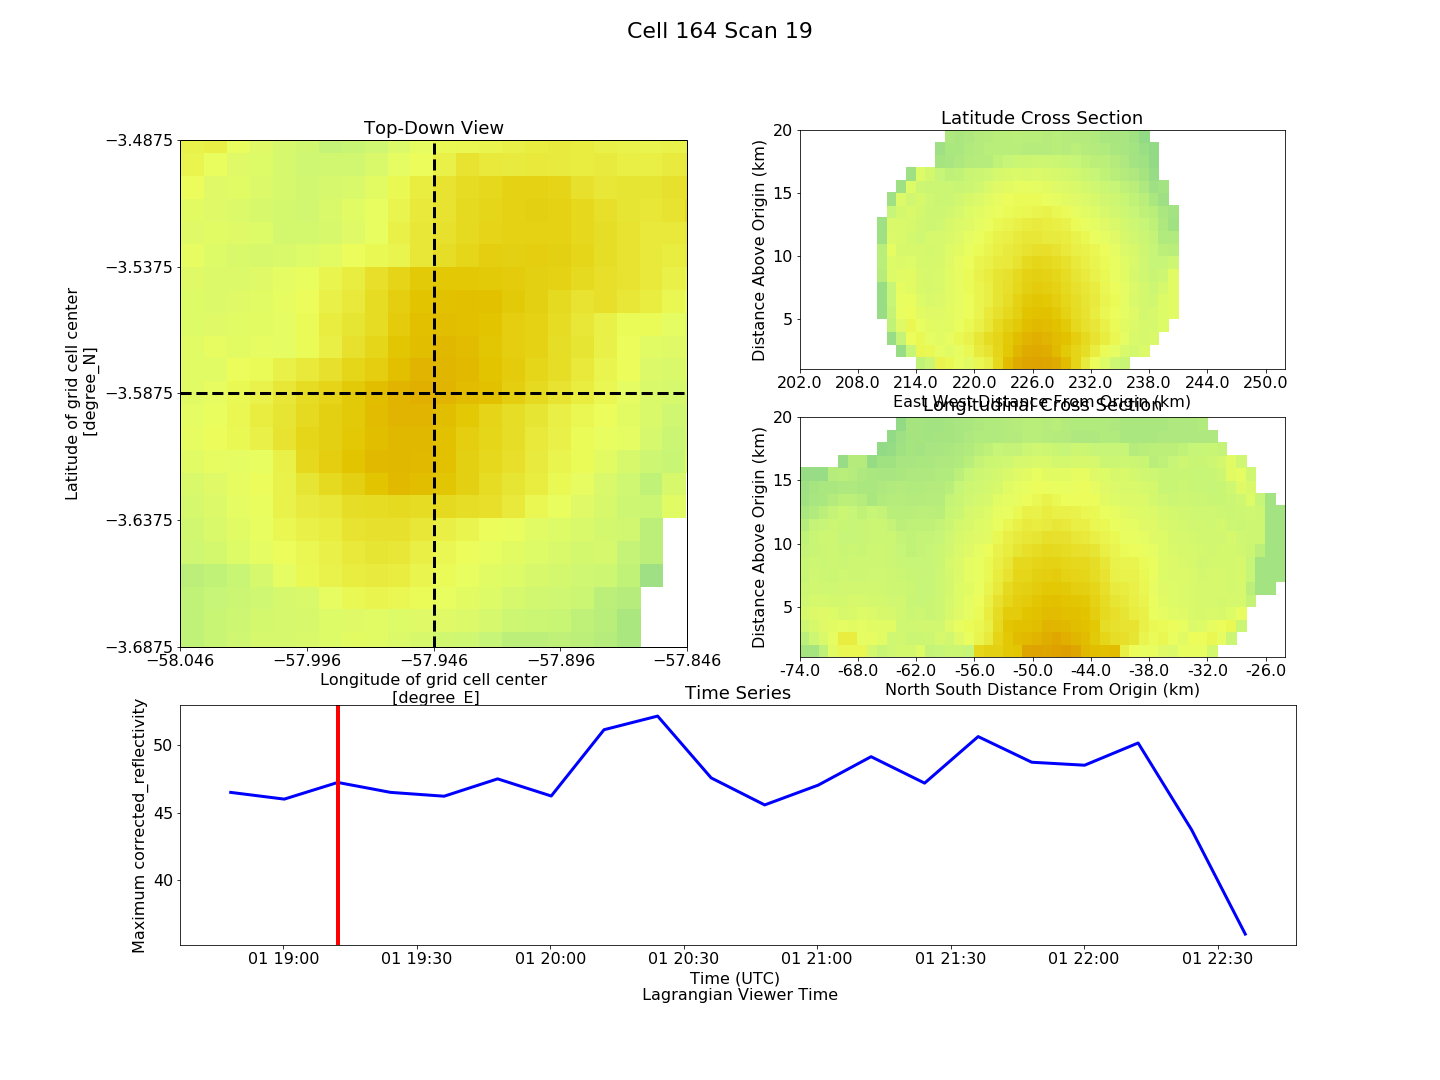 Cell 164 Scan 19
Top-Down View
−3.4875
−3.5375
−3.5875
−3.6375
−3.6875
Latitude of grid cell center
[degree_N]
−58.046 −57.996 −57.946 −57.896 −57.846
Longitude of grid cell center
[degree_E]
Latitude Cross Section
20
15
10
5
Distance Above Origin (km)
202.0 208.0 214.0 220.0 226.0 232.0 238.0 244.0 250.0
East West Distance From Origin (km)
Longitudinal Cross Section
20
15
10
5
Distance Above Origin (km)
-74.0 -68.0 -62.0 -56.0 -50.0 -44.0 -38.0 -32.0 -26.0
North South Distance From Origin (km)
Time Series
50
45
40
Maximum corrected_reflectivity
01 19:00 01 19:30 01 20:00 01 20:30 01 21:00 01 21:30 01 22:00 01 22:30
Time (UTC)
Lagrangian Viewer Time